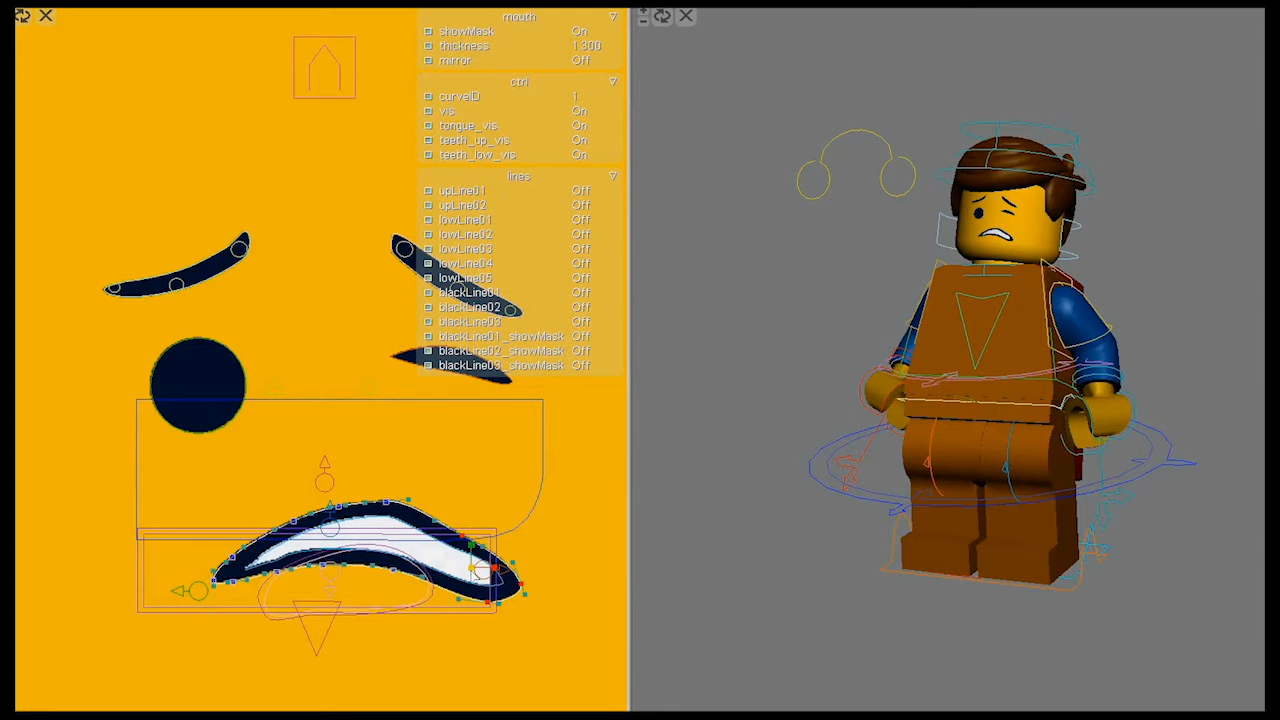 mouth
showMask On
thickness 1.300
mirror Off
ctrl
curveID 1
vis On
tongue_vis On
teeth_up_vis On
teeth_low_vis On
lines
upLine01 Off
upLine02 Off
lowLine01 Off
lowLine02 Off
lowLine03 Off
lowLine04 Off
lowLine05 Off
blackLine01 Off
blackLine02 Off
blackLine03 Off
blackLine01_showMask Off
blackLine02_showMask Off
blackLine03_showMask Off